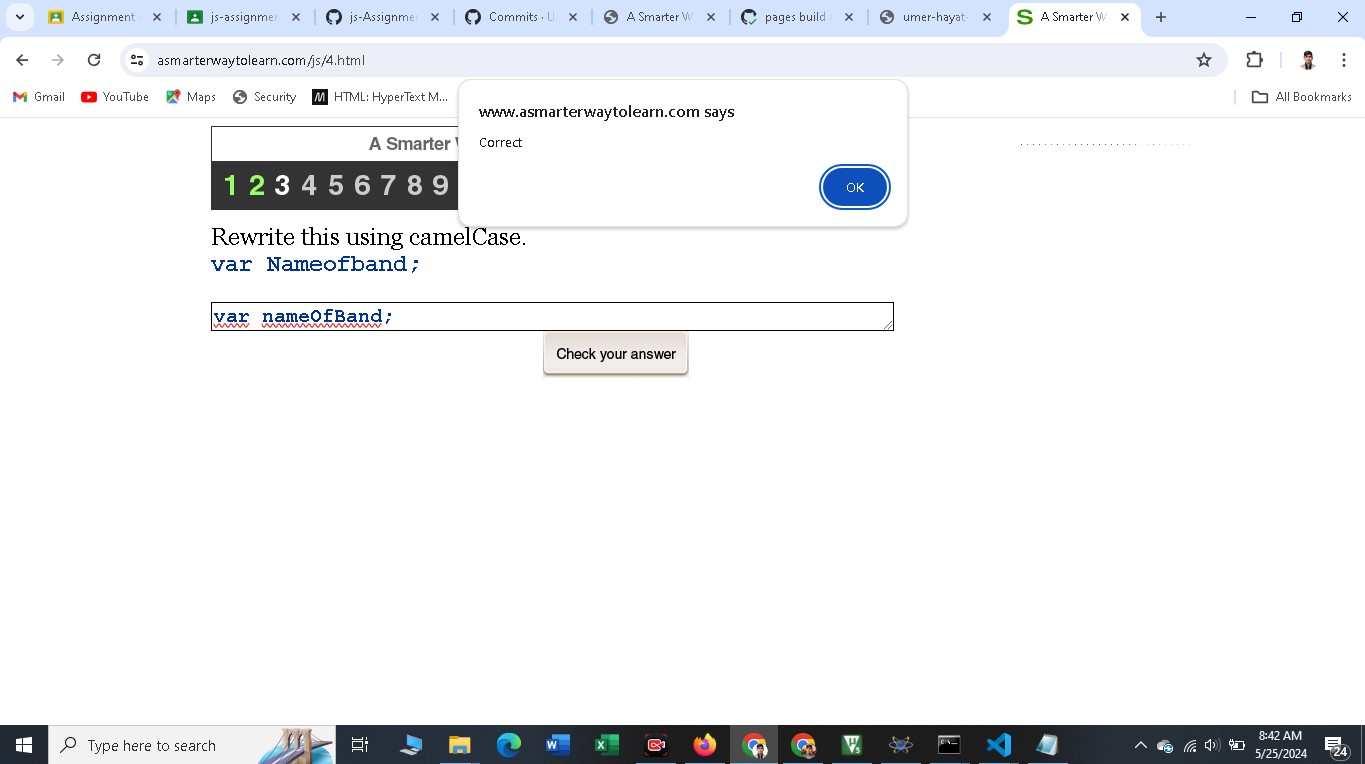 Assignment
js-assignmer
js-Assignmer
Commits · U
A Smarter W
pages build
umer-hayat-
A Smarter W
asmarterwaytolearn.com/js/4.html
Gmail
YouTube
Maps
Security
HTML: HyperText M...
All Bookmarks
www.asmarterwaytolearn.com says
Correct
OK
A Smarter
1 2 3 4 5 6 7 8 9
Rewrite this using camelCase.
var Nameofband;
var nameOfBand;
Check your answer
Type here to search
8:42 AM
5/25/2024
24